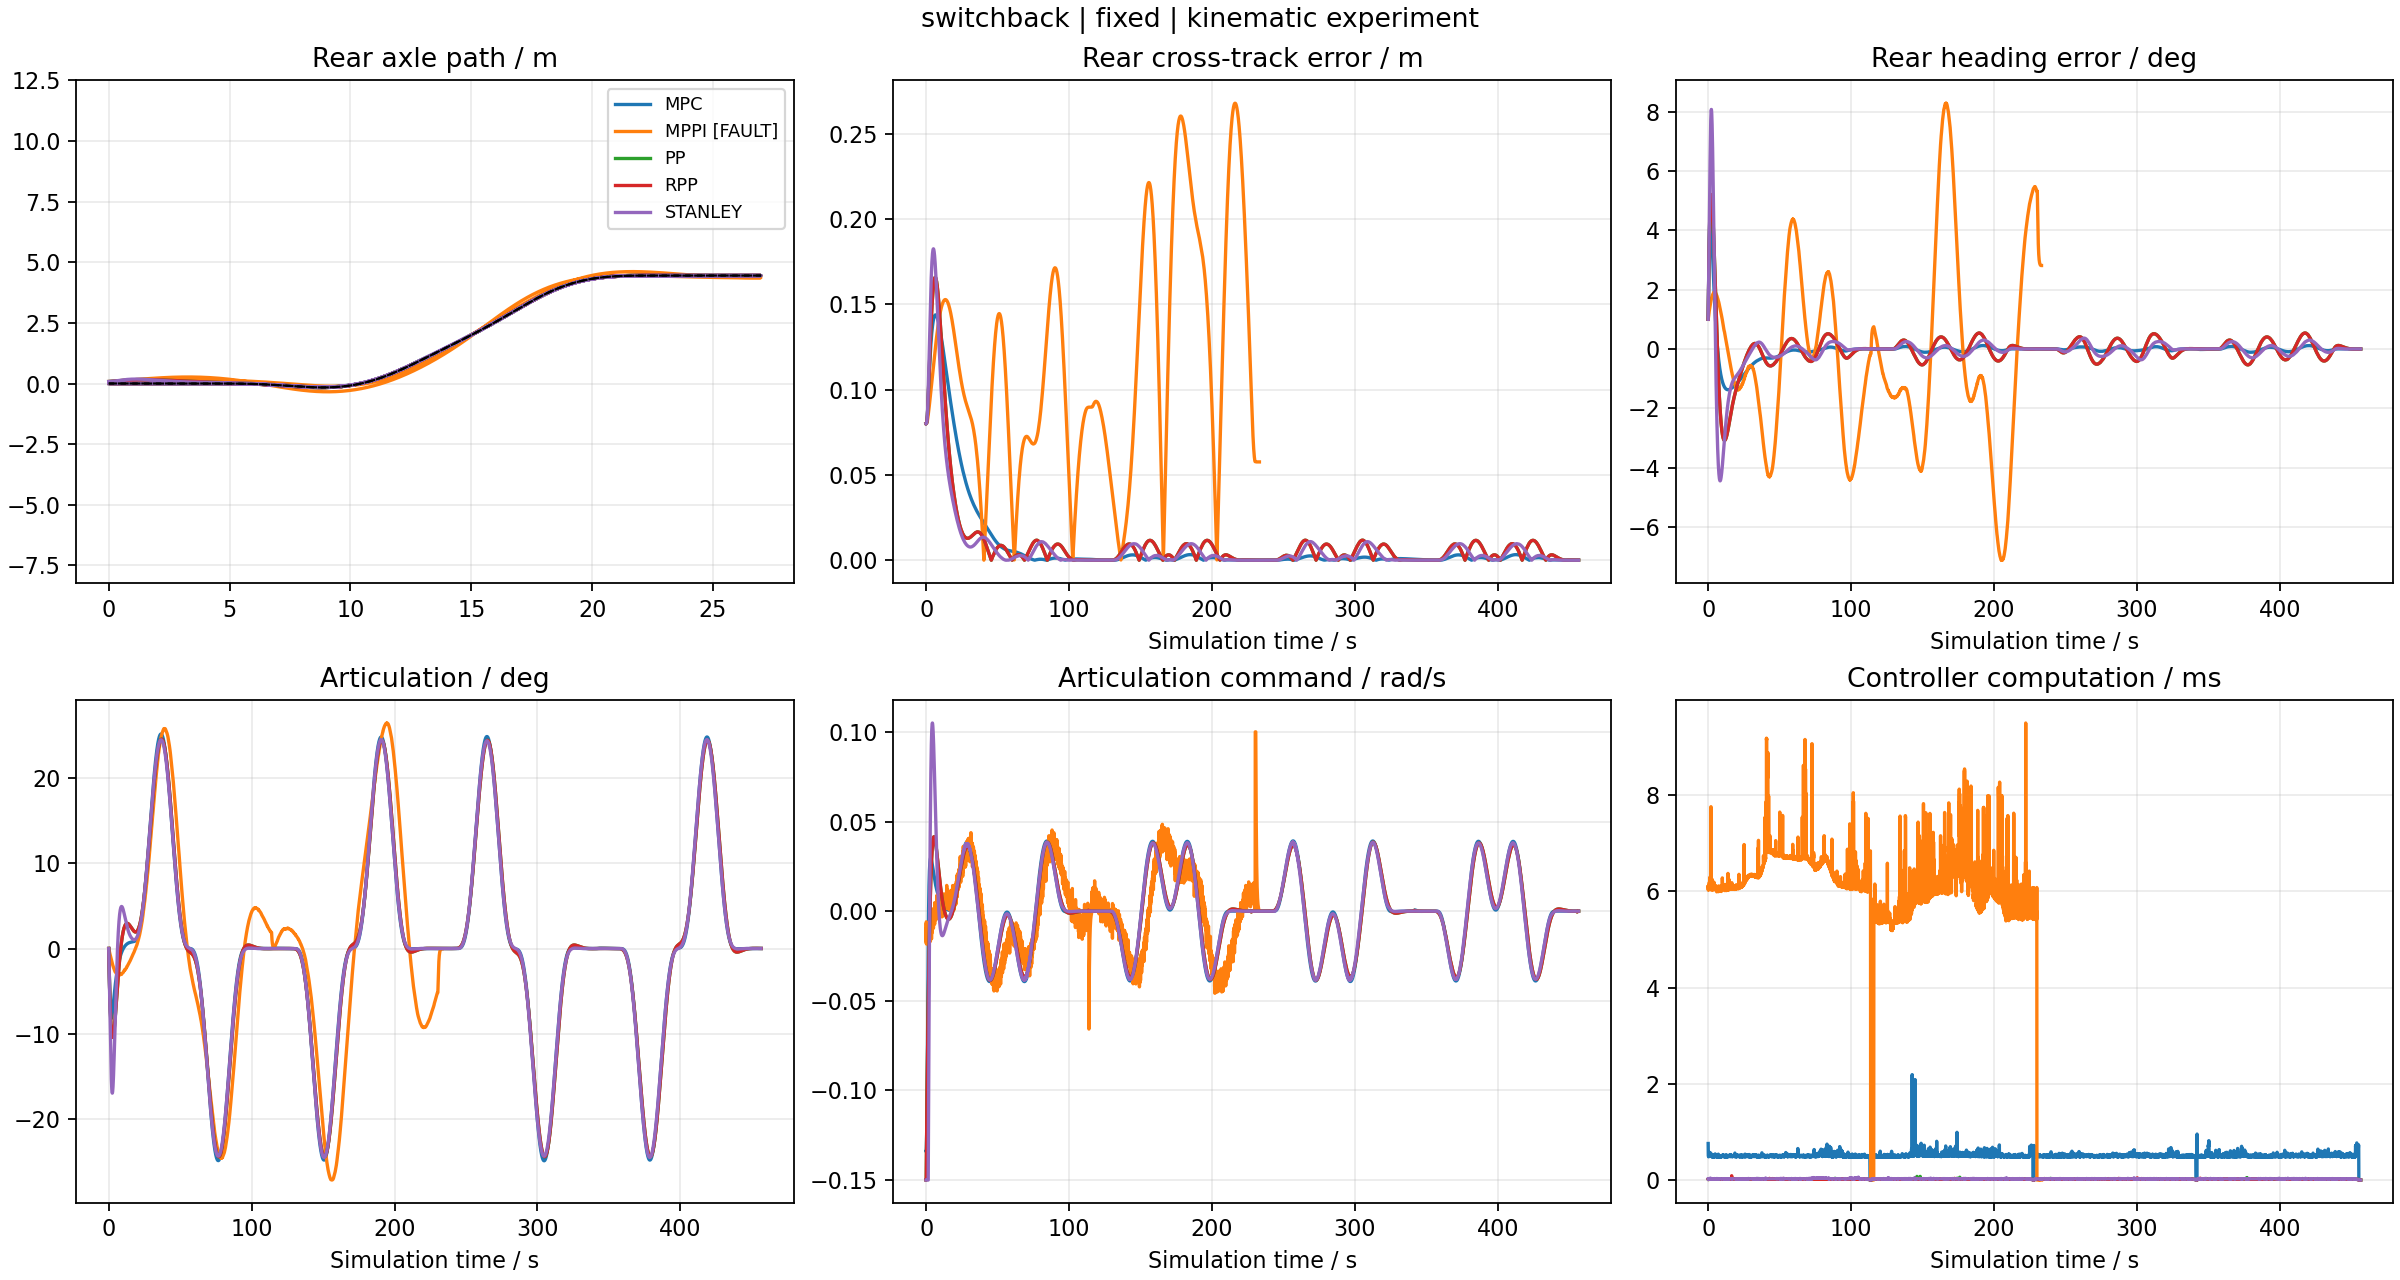 switchback | fixed | kinematic experiment
Rear axle path / m
12.5
10.0
7.5
5.0
2.5
0.0
−2.5
−5.0
−7.5
0 5 10 15 20 25
MPC
MPPI [FAULT]
PP
RPP
STANLEY
Rear cross-track error / m
0.25
0.20
0.15
0.10
0.05
0.00
0 100 200 300 400
Simulation time / s
Rear heading error / deg
8
6
4
2
0
−2
−4
−6
0 100 200 300 400
Simulation time / s
Articulation / deg
20
10
0
−10
−20
0 100 200 300 400
Simulation time / s
Articulation command / rad/s
0.10
0.05
0.00
−0.05
−0.10
−0.15
0 100 200 300 400
Simulation time / s
Controller computation / ms
8
6
4
2
0
0 100 200 300 400
Simulation time / s